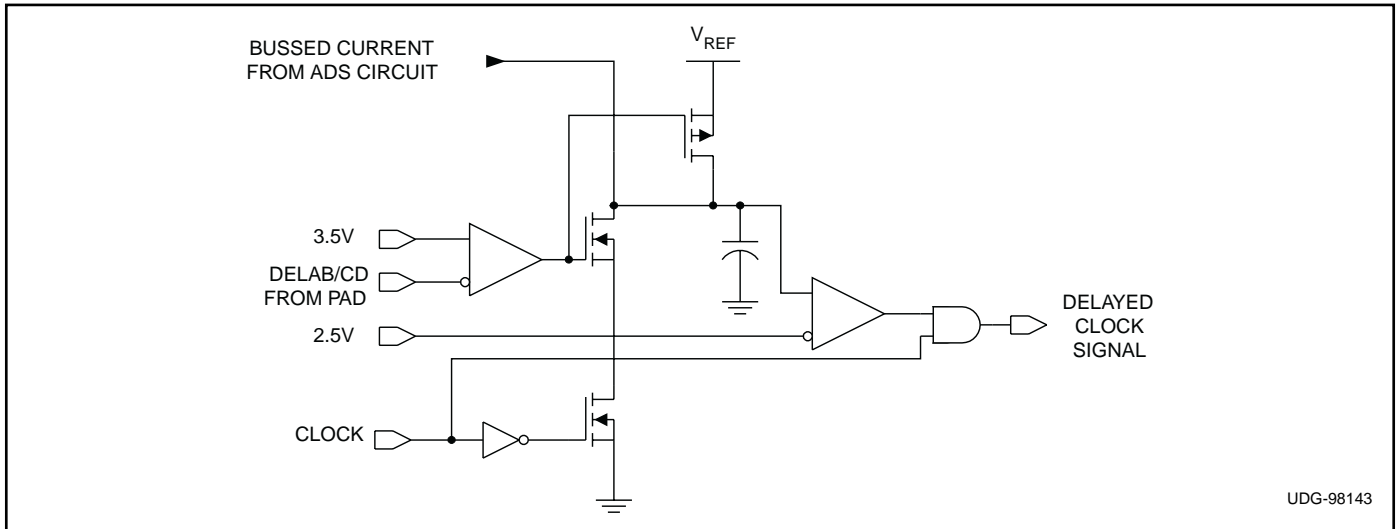 BUSSED CURRENT
FROM ADS CIRCUIT
VREF
3.5V
DELAB/CD
FROM PAD
2.5V
DELAYED
CLOCK
SIGNAL
CLOCK
UDG-98143